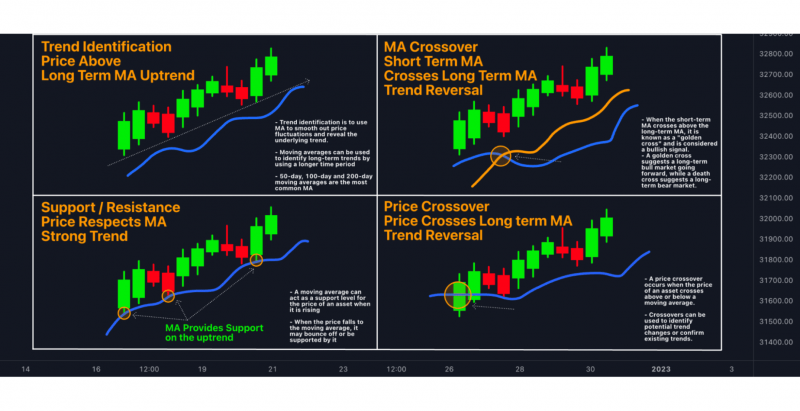 Trend Identification
Price Above
Long Term MA Uptrend
- Trend identification is to use
MA to smooth out price
fluctuations and reveal the
underlying trend.
- Moving averages can be used
to identify long-term trends by
using a longer time period
- 50-day, 100-day and 200-day
moving averages are the most
common MA
MA Crossover
Short Term MA
Crosses Long Term MA
Trend Reversal
- When the short-term
MA crosses above the
long-term MA, it is
known as a "golden
cross" and is considered
a bullish signal.
- A golden cross
suggests a long-term
bull market going
forward, while a death
cross suggests a long-
term bear market.
Support / Resistance
Price Respects MA
Strong Trend
- A moving average can
act as a support level for
the price of an asset when
it is rising
- When the price falls to
the moving average, it
may bounce off or be
supported by it
MA Provides Support
on the uptrend
Price Crossover
Price Crosses Long term MA
Trend Reversal
- A price crossover
occurs when the price
of an asset crosses
above or below a
moving average.
- Crossovers can be
used to identify
potential trend
changes or confirm
existing trends.
32800.00
32700.00
32600.00
32500.00
32400.00
32300.00
32200.00
32100.00
32000.00
31900.00
31800.00
31700.00
31600.00
31500.00
31400.00
14 16 12:00 19 21 23 12:00 26 28 30 2023 3